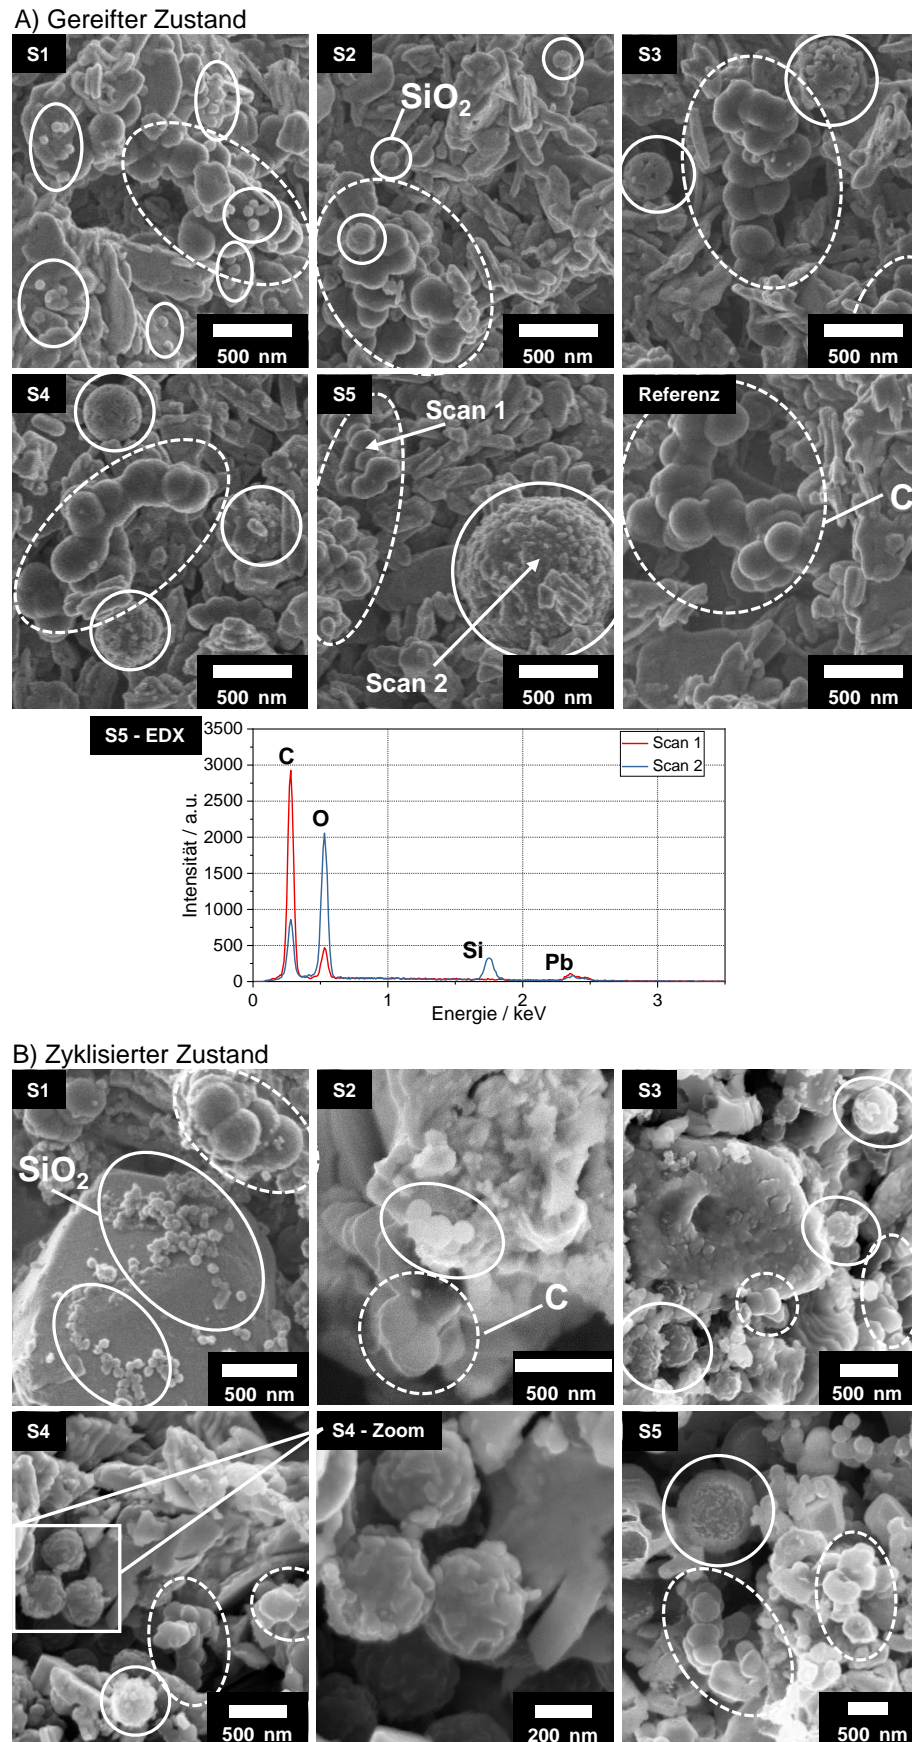 A) Gereifter Zustand
S1
S2
S3
SiO2
500 nm
500 nm
500 nm
S4
S5
Referenz
Scan 1
C
Scan 2
500 nm
500 nm
500 nm
S5 - EDX
3500
3000
2500
2000
1500
1000
500
0
Intensität / a.u.
C
O
Si
Pb
Scan 1
Scan 2
0
1
2
3
Energie / keV
B) Zyklisierter Zustand
S1
S2
S3
SiO2
C
500 nm
500 nm
500 nm
S4
S4 - Zoom
S5
500 nm
200 nm
500 nm